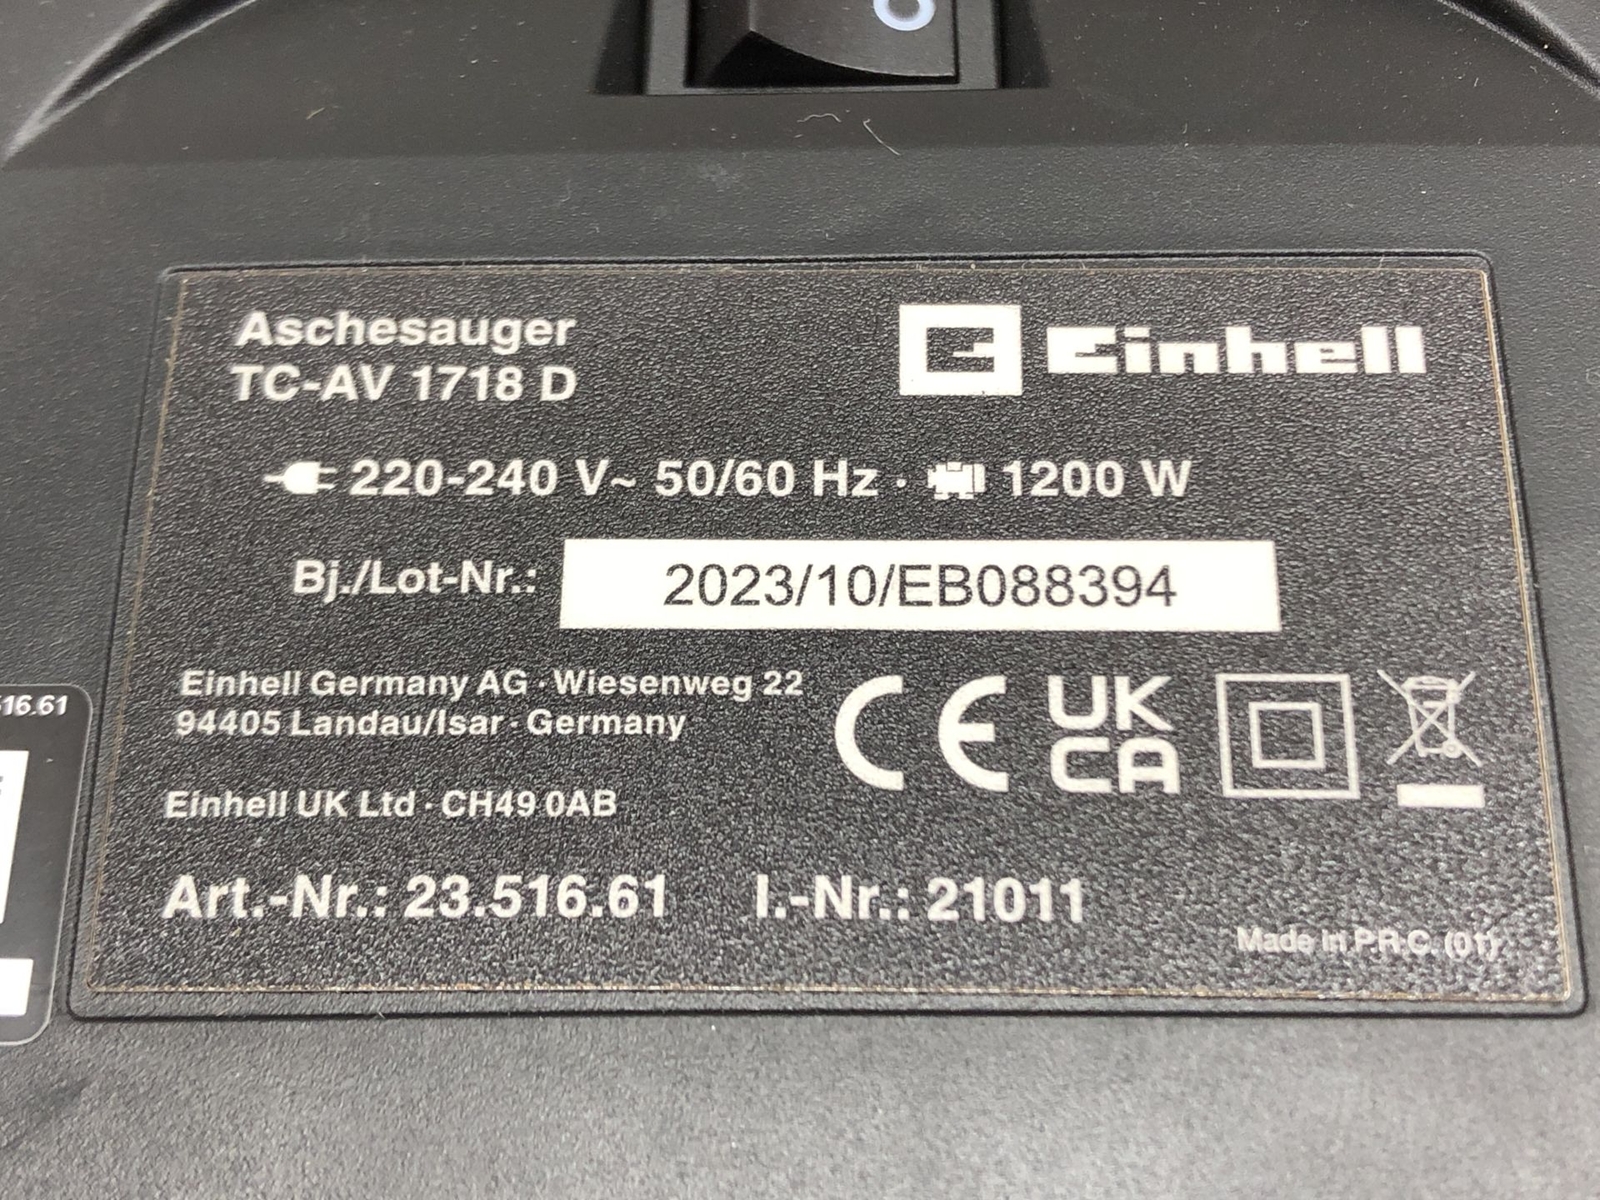 Aschesauger
TC-AV 1718 D
Einhell
220-240 V~ 50/60 Hz · 1200 W
Bj./Lot-Nr.: 2023/10/EB088394
Einhell Germany AG · Wiesenweg 22
94405 Landau/Isar · Germany
CE
UK
CA
Einhell UK Ltd · CH49 0AB
Art.-Nr.: 23.516.61 I.-Nr.: 21011
Made in P.R.C. (01)
516.61